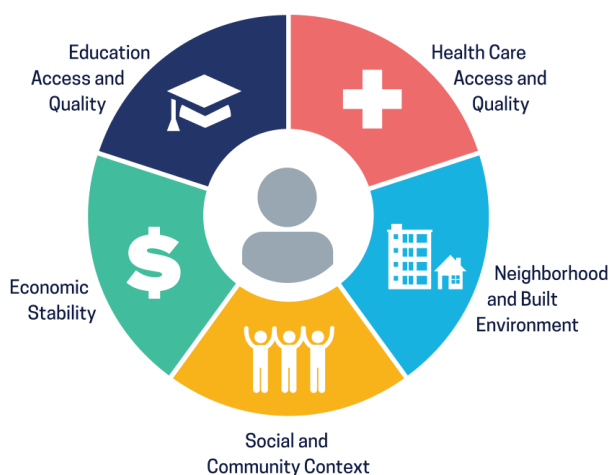 Education
Access and
Quality
Health Care
Access and
Quality
Economic
Stability
$
Neighborhood
and Built
Environment
Social and
Community Context